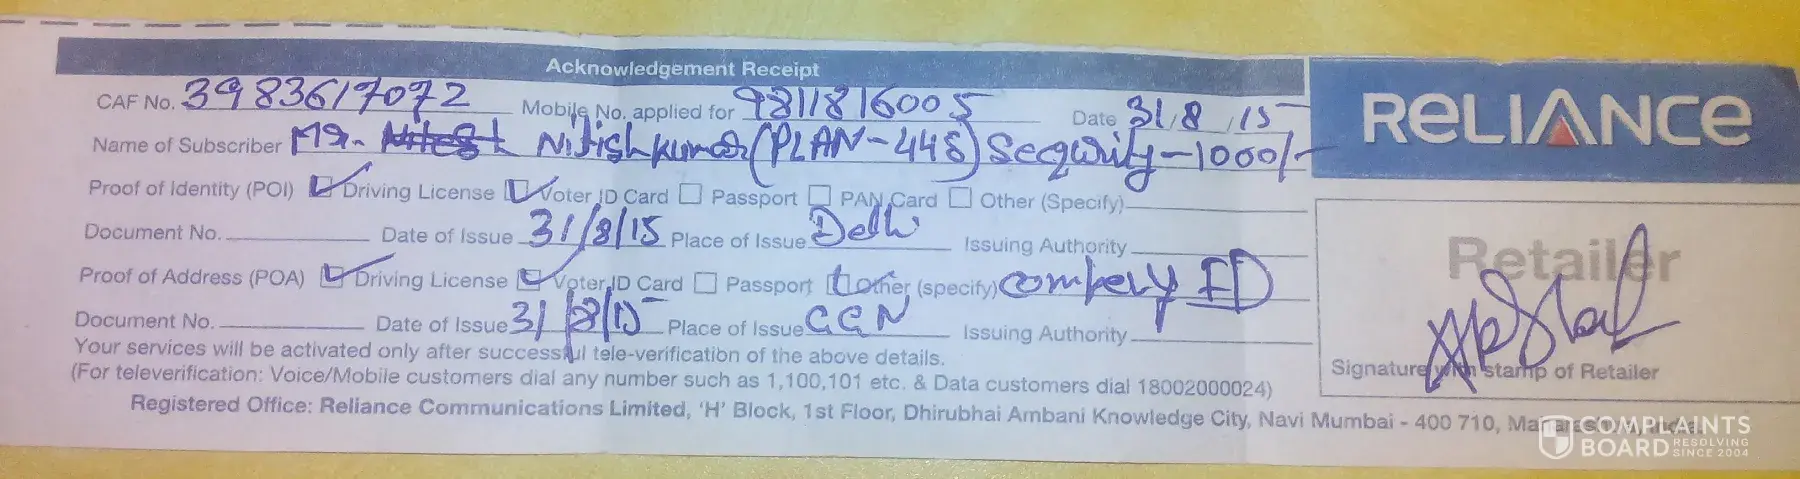 Acknowledgement Receipt
RELIANCE
CAF No. 3983617072 Mobile No. applied for 9811816005 Date 31/8/15
Name of Subscriber Mr. Nitish Kumar (PLAN-448) Sequrity-1000/-
Proof of Identity (POI) Driving License Voter ID Card Passport PAN Card Other (Specify)
Document No. Date of Issue 31/8/15 Place of Issue Delhi Issuing Authority
Proof of Address (POA) Driving License Voter ID Card Passport Other (specify) Company ID
Document No. Date of Issue 31/8/15 Place of Issue GGN Issuing Authority
Your services will be activated only after successful tele-verification of the above details.
(For televerification: Voice/Mobile customers dial any number such as 1,100,101 etc. & Data customers dial 18002000024)
Registered Office: Reliance Communications Limited, 'H' Block, 1st Floor, Dhirubhai Ambani Knowledge City, Navi Mumbai - 400 710, Maharashtra, India.
Retailer
Signature with stamp of Retailer
COMPLAINTS
BOARD RESOLVING
SINCE 2004